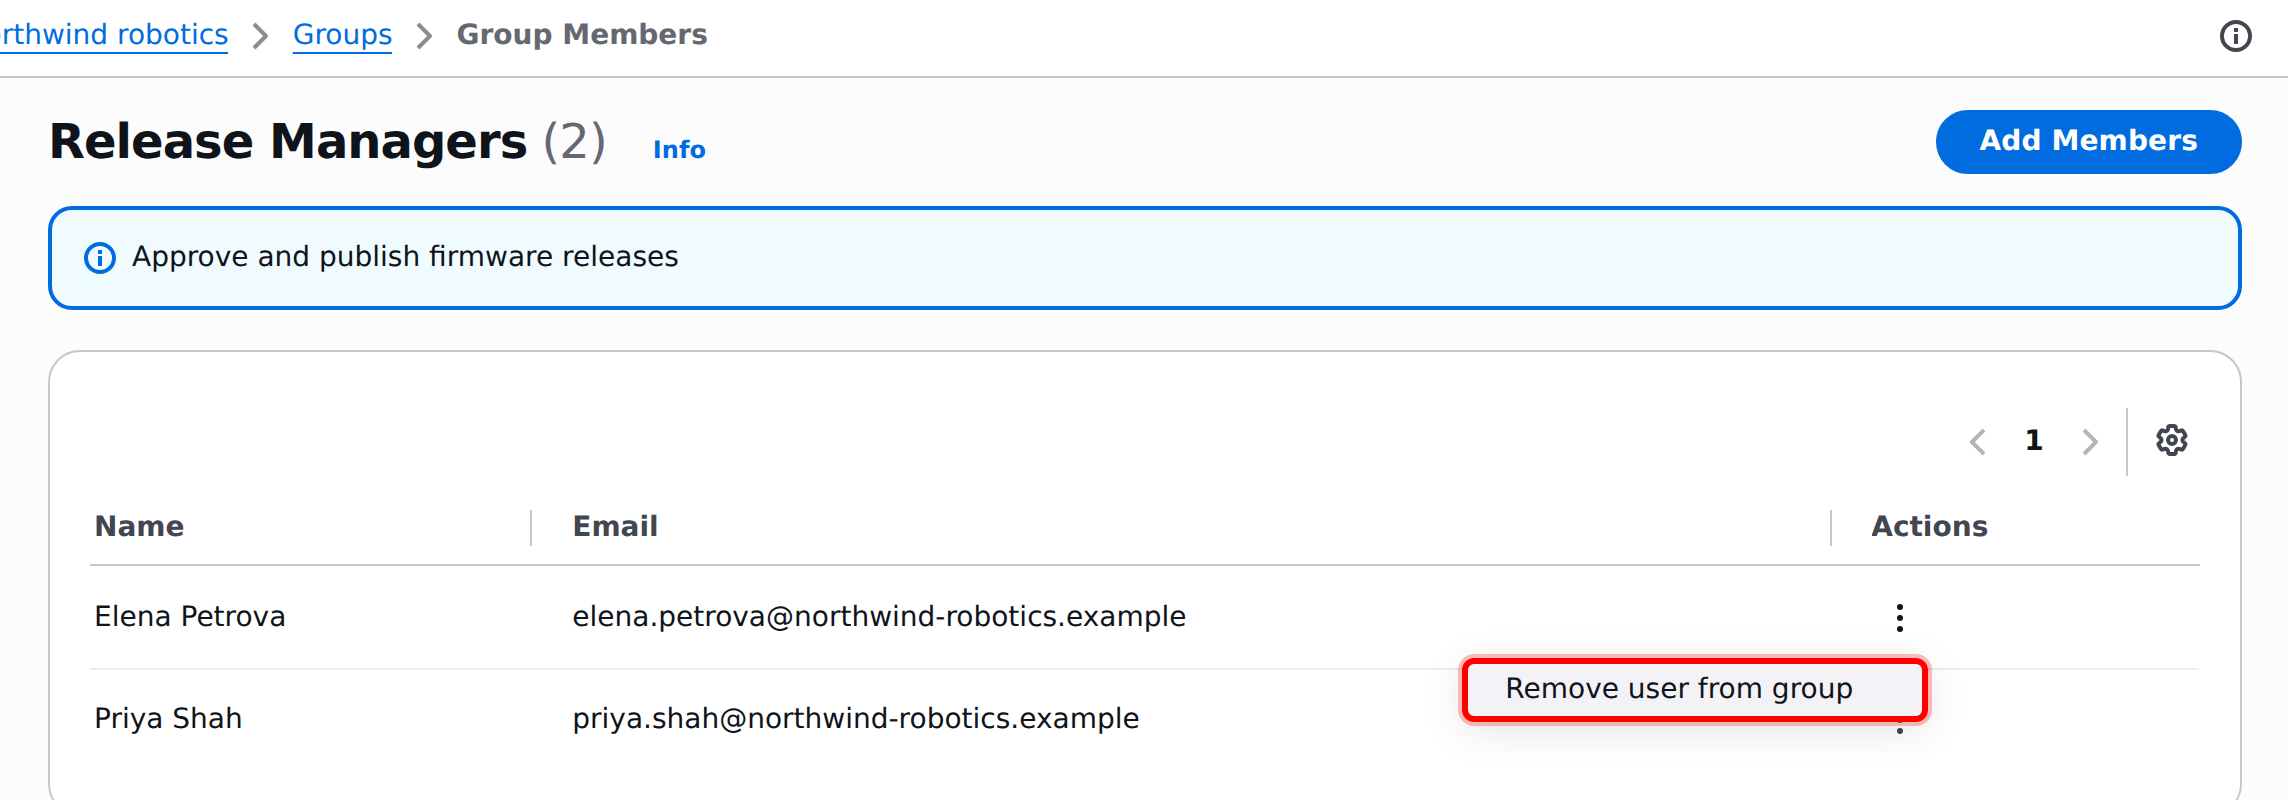 rthwind robotics > Groups > Group Members
Release Managers (2) Info
Add Members
Approve and publish firmware releases
1
Name Email Actions
Elena Petrova elena.petrova@northwind-robotics.example
Remove user from group
Priya Shah priya.shah@northwind-robotics.example